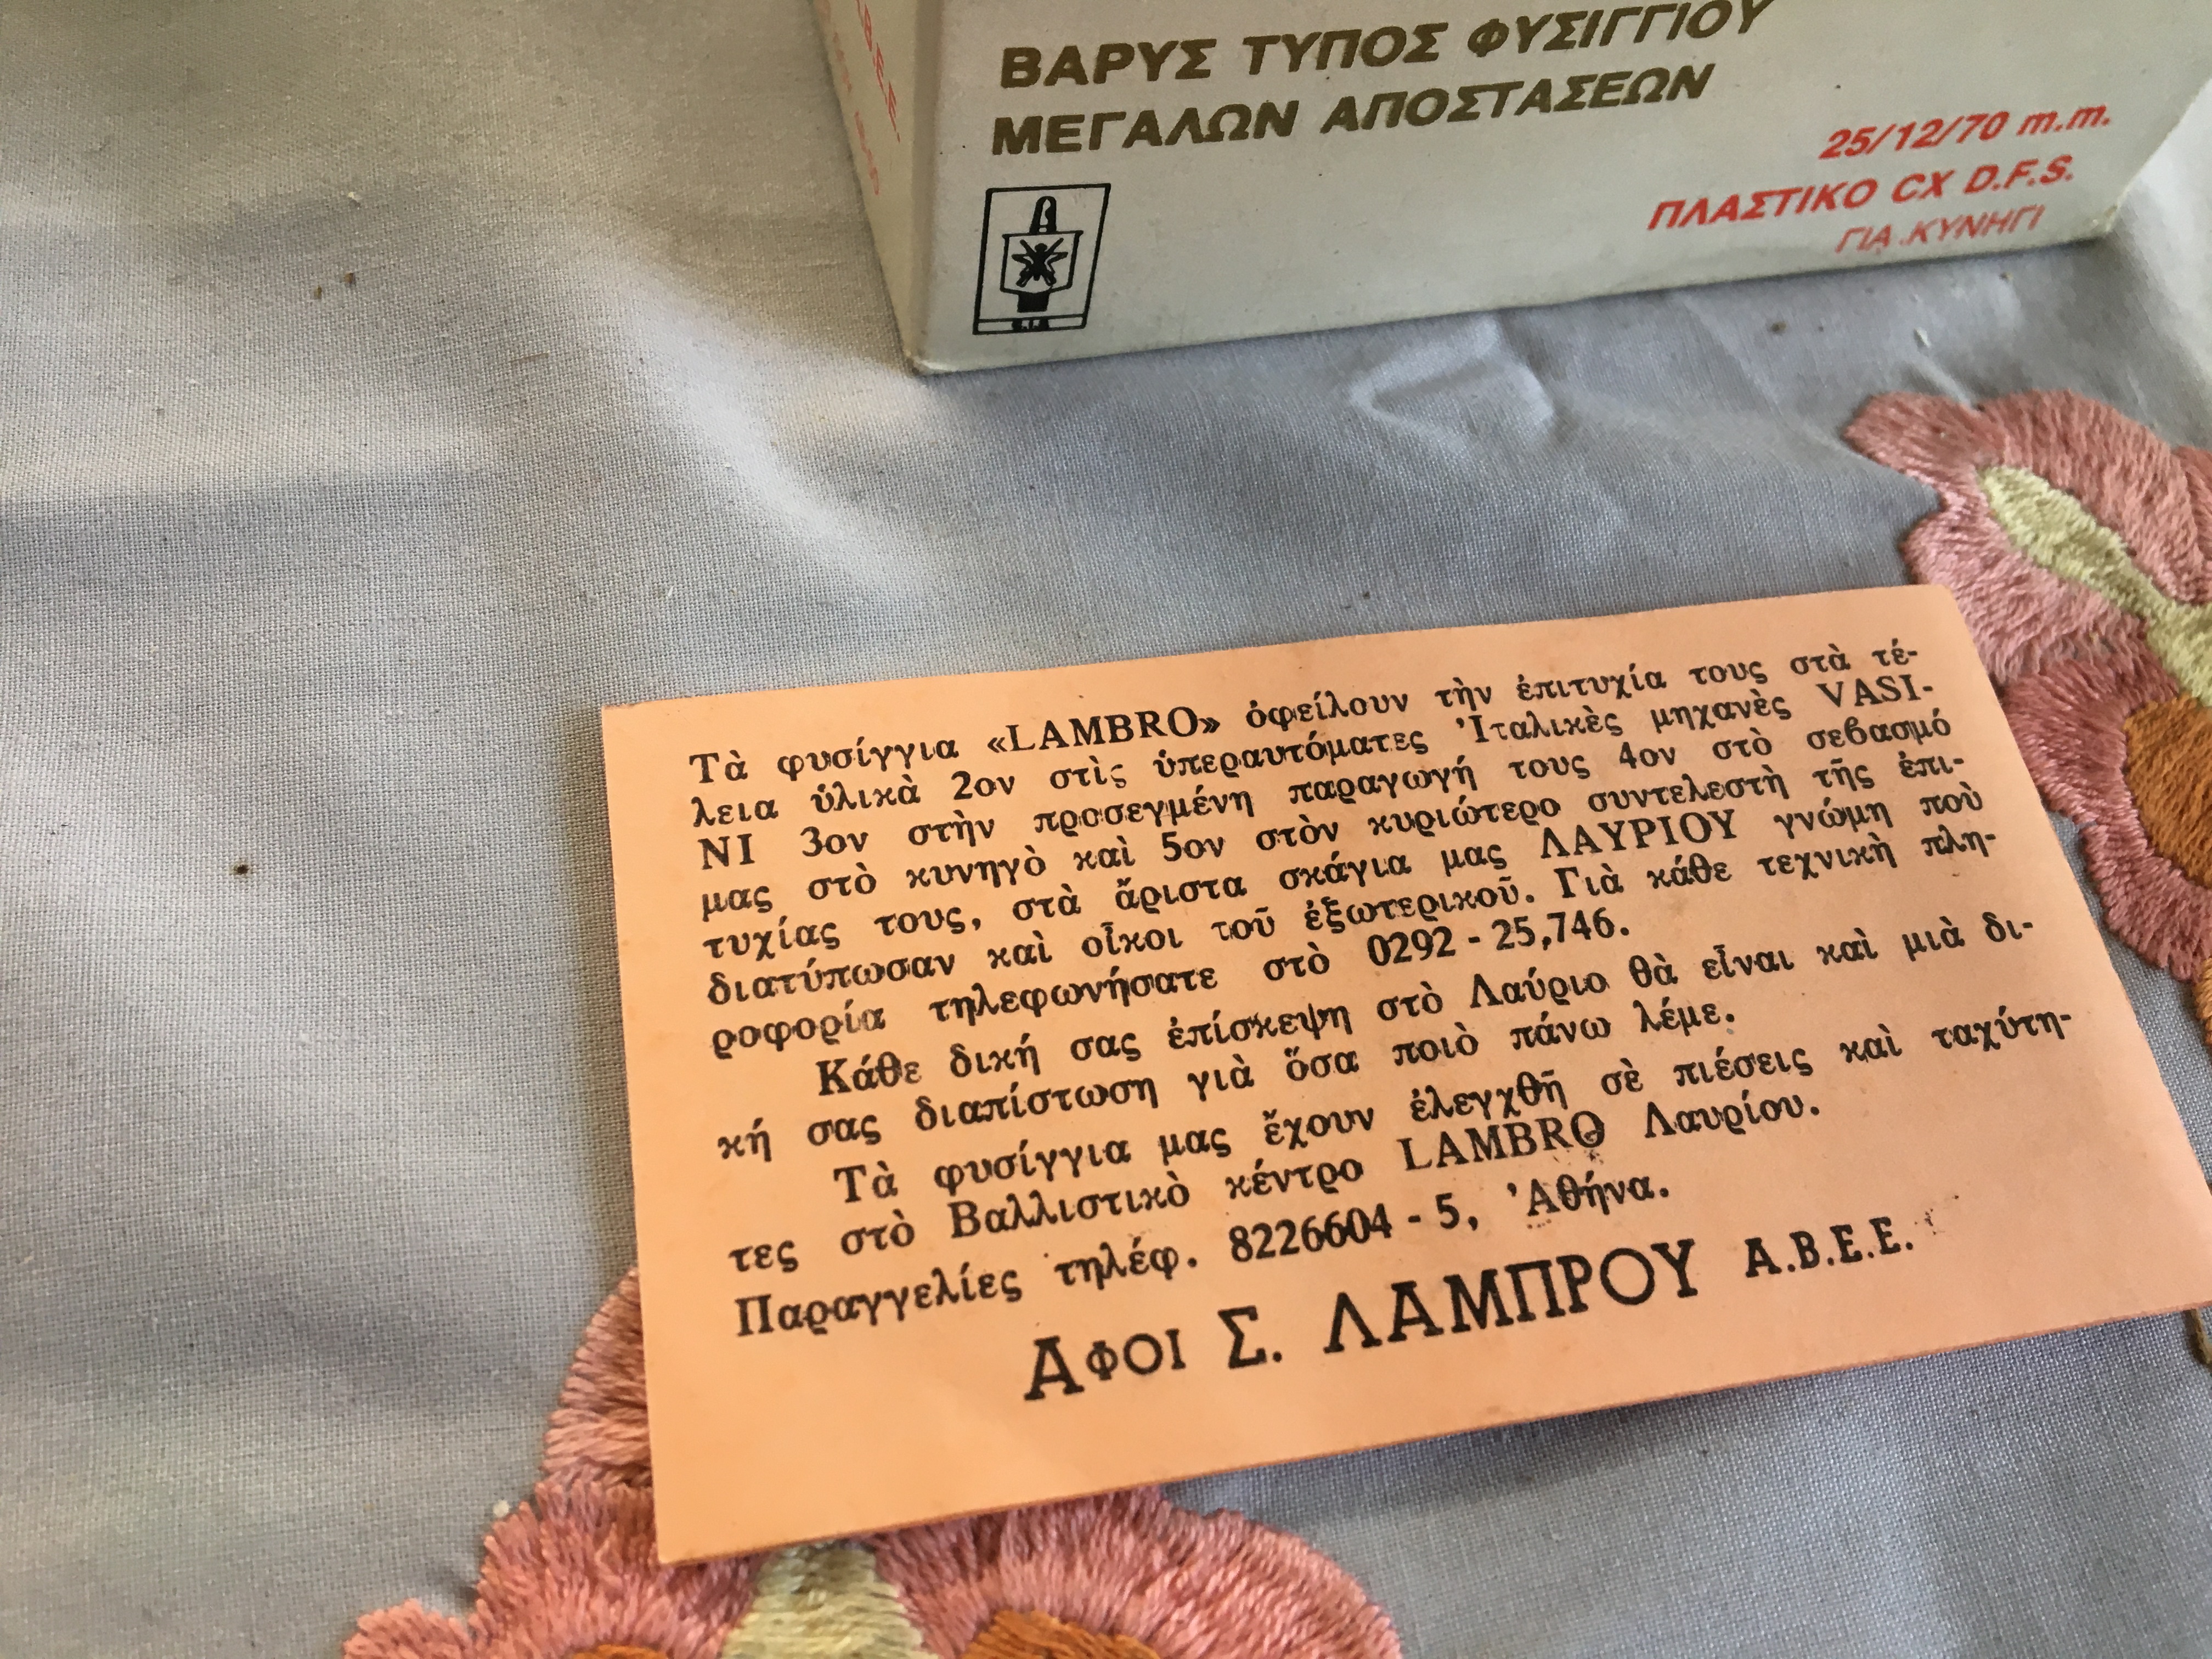 ΒΑΡΥΣ ΤΥΠΟΣ ΦΥΣΙΓΓΙΟΥ
ΜΕΓΑΛΩΝ ΑΠΟΣΤΑΣΕΩΝ
25/12/70 m.m.
ΠΛΑΣΤΙΚΟ CX D.F.S.
ΓΙΑ ΚΥΝΗΓΙ
Τὰ φυσίγγια «LAMBRO» ὀφείλουν τὴν ἐπιτυχία τους στὰ τέ-
λεια ὑλικὰ 2ον στὶς ὑπεραυτόματες Ἰταλικὲς μηχανὲς VASI-
NI 3ον στὴν προσεγμένη παραγωγή τους 4ον στὸ σεβασμό
μας στὸ κυνηγὸ καὶ 5ον στὸν κυριώτερο συντελεστὴ τῆς ἐπι-
τυχίας τους, στὰ ἄριστα σκάγια μας ΛΑΥΡΙΟΥ γνώμη ποὺ
διατύπωσαν καὶ οἶκοι τοῦ ἐξωτερικοῦ. Γιὰ κάθε τεχνικὴ πλη-
ροφορία τηλεφωνήσατε στὸ 0292 - 25,746.
Κάθε δική σας ἐπίσκεψη στὸ Λαύριο θὰ εἶναι καὶ μιὰ δι-
κή σας διαπίστωση γιὰ ὅσα ποιὸ πάνω λέμε.
Τὰ φυσίγγια μας ἔχουν ἐλεγχθῆ σὲ πιέσεις καὶ ταχύτη-
τες στὸ Βαλλιστικὸ κέντρο LAMBRO Λαυρίου.
Παραγγελίες τηλέφ. 8226604 - 5, Ἀθήνα.
ΑΦΟΙ Σ. ΛΑΜΠΡΟΥ Α.Β.Ε.Ε.